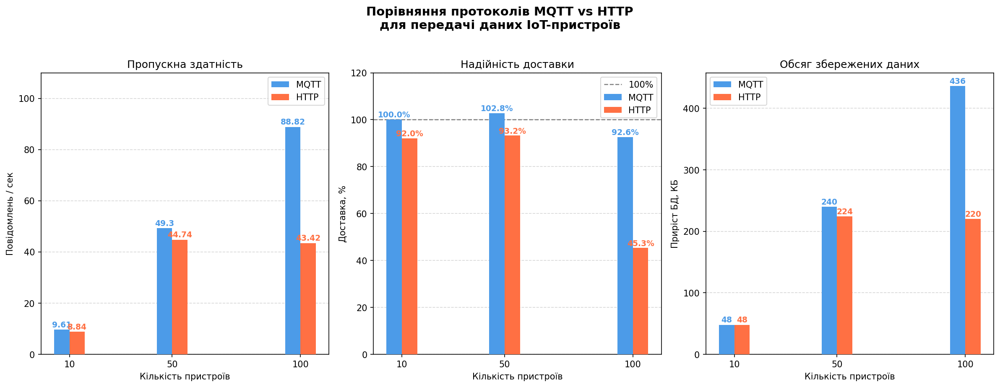 Порівняння протоколів MQTT vs HTTP
для передачі даних IoT-пристроїв
Пропускна здатність
Повідомлень / сек
100
80
60
40
20
0
MQTT
HTTP
9.61
8.84
49.3
44.74
88.82
43.42
10
50
100
Кількість пристроїв
Надійність доставки
Доставка, %
120
100
80
60
40
20
0
100%
MQTT
HTTP
100.0%
92.0%
102.8%
93.2%
92.6%
45.3%
10
50
100
Кількість пристроїв
Обсяг збережених даних
Приріст БД, КБ
400
300
200
100
0
MQTT
HTTP
48
48
240
224
436
220
10
50
100
Кількість пристроїв